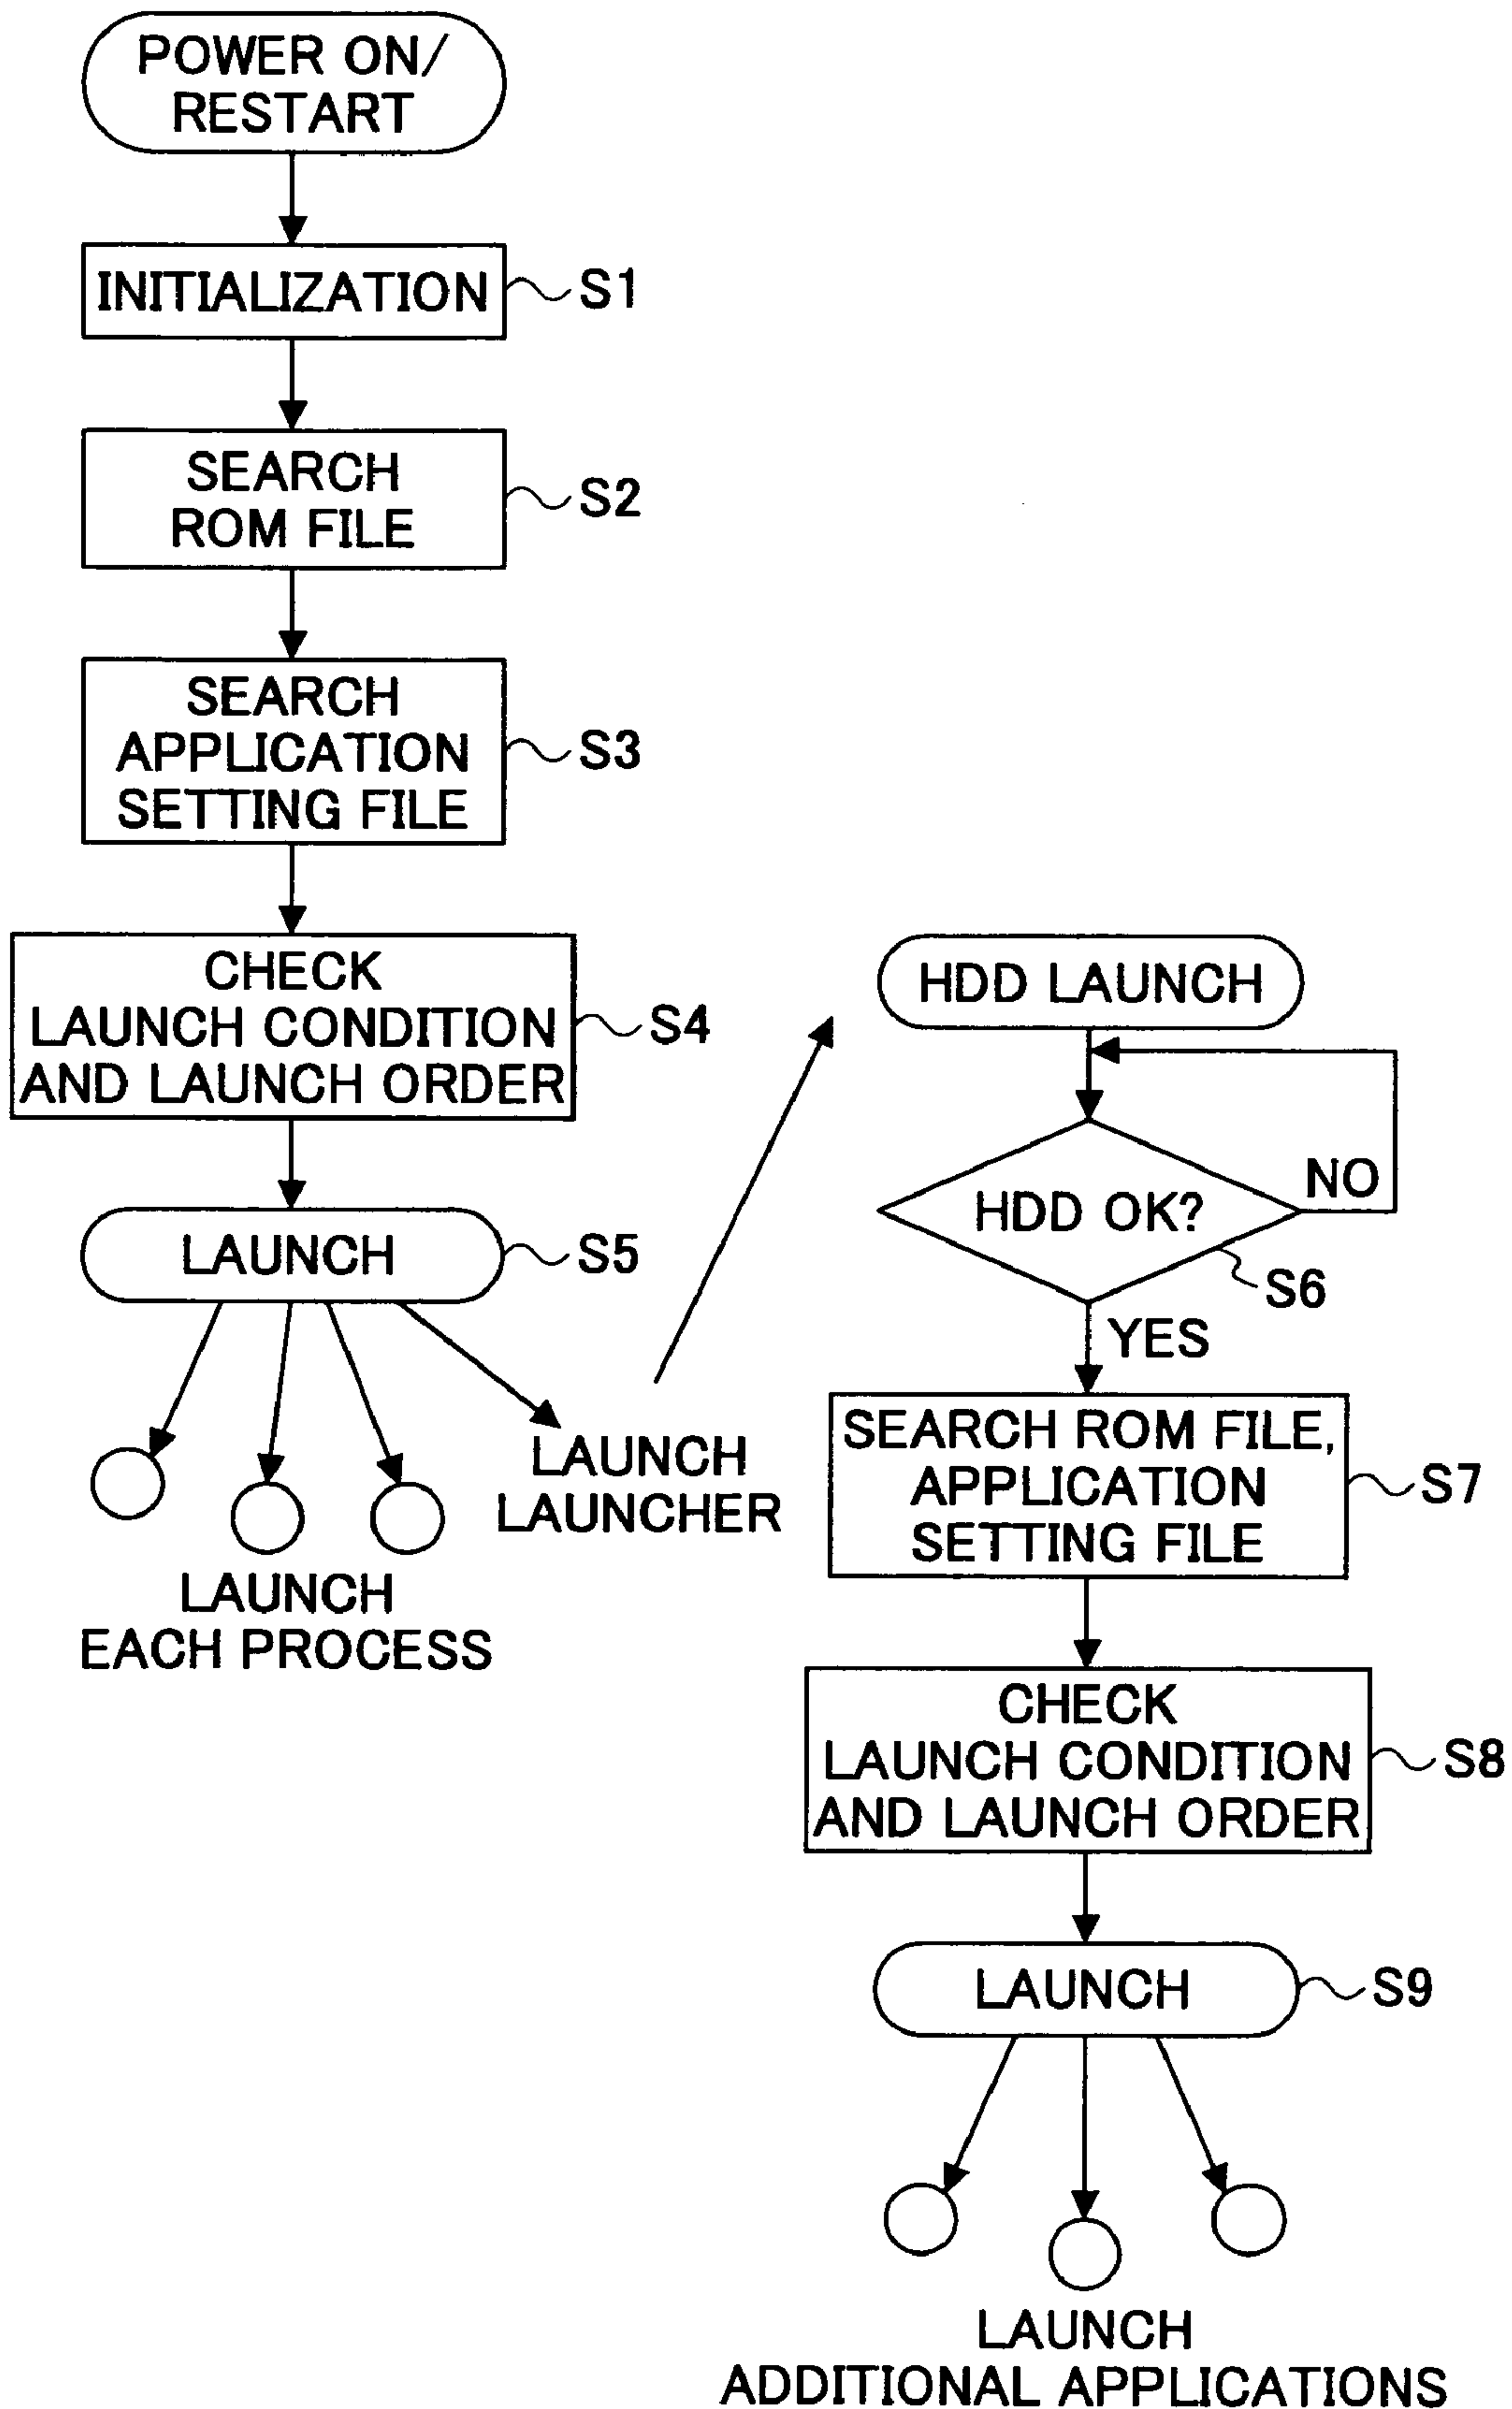 POWER ON/
RESTART
INITIALIZATION
S1
SEARCH
ROM FILE
S2
SEARCH
APPLICATION
SETTING FILE
S3
CHECK
LAUNCH CONDITION
AND LAUNCH ORDER
S4
LAUNCH
S5
LAUNCH
EACH PROCESS
LAUNCH
LAUNCHER
HDD LAUNCH
HDD OK?
NO
S6
YES
SEARCH ROM FILE,
APPLICATION
SETTING FILE
S7
CHECK
LAUNCH CONDITION
AND LAUNCH ORDER
S8
LAUNCH
S9
LAUNCH
ADDITIONAL APPLICATIONS